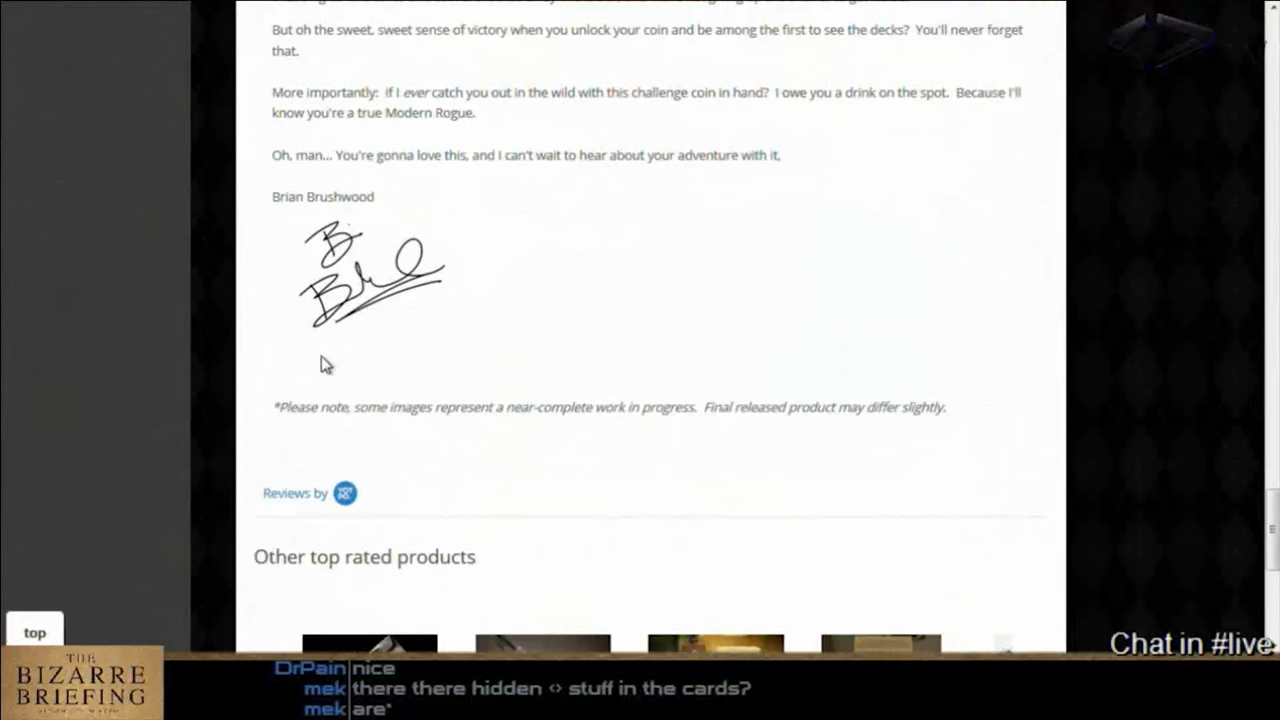 But oh the sweet, sweet sense of victory when you unlock your coin and be among the first to see the decks? You'll never forget
that.
More importantly: if I ever catch you out in the wild with this challenge coin in hand? I owe you a drink on the spot. Because I'll
know you're a true Modern Rogue.
Oh, man... You're gonna love this, and I can't wait to hear about your adventure with it,
Brian Brushwood
*Please note, some images represent a near-complete work in progress. Final released product may differ slightly.
Reviews by
Other top rated products
top
Chat in #live
THE
BIZARRE
BRIEFING
DrPain nice
mek there there hidden <> stuff in the cards?
mek are*